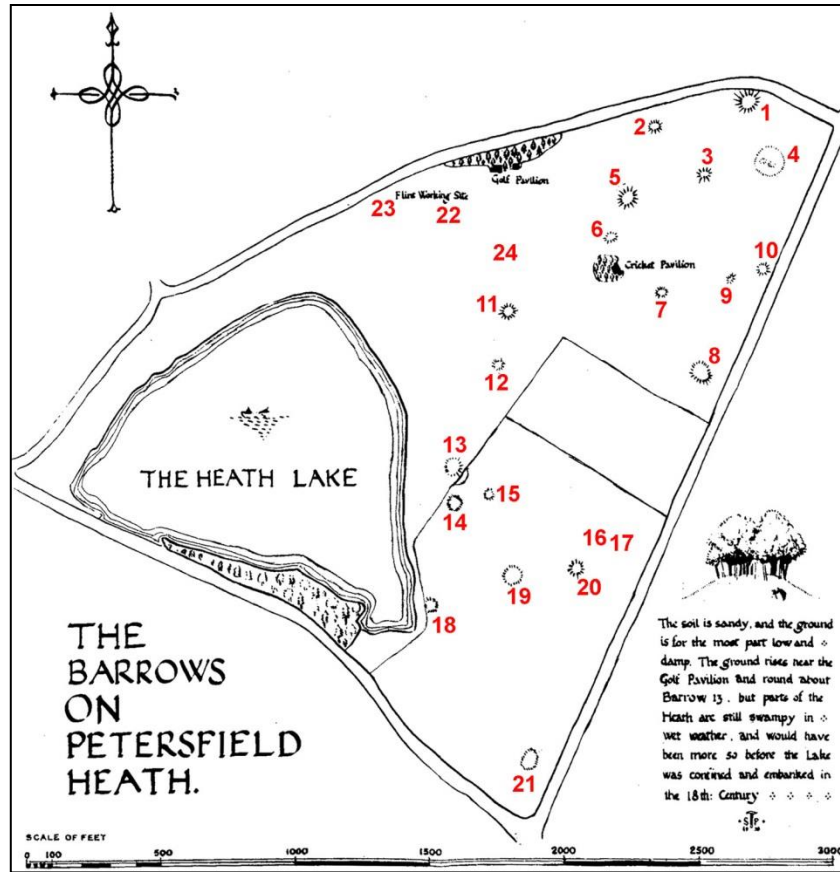 1
2
3
4
5
Golf Pavilion
Flint Working Site
23
22
6
24
Cricket Pavilion
10
9
7
11
8
12
13
THE HEATH LAKE
15
14
16
17
20
19
18
21
THE
BARROWS
ON
PETERSFIELD
HEATH.
The soil is sandy, and the ground
is for the most part low and
damp. The ground rises near the
Golf Pavilion and round about
Barrow 13, but parts of the
Heath are still swampy in
wet weather, and would have
been more so before the Lake
was confined and embanked in
the 18th: Century
SCALE OF FEET
0 100 500 1000 1500 2000 2500 3000